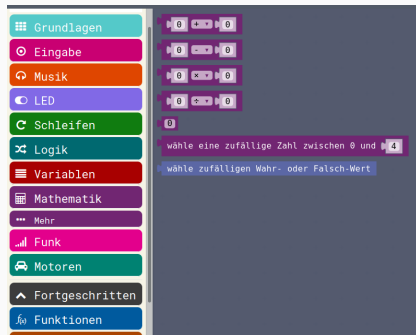 Grundlagen
Eingabe
Musik
LED
Schleifen
Logik
Variablen
Mathematik
Mehr
Funk
Motoren
Fortgeschritten
f(x) Funktionen
0 + 0
0 - 0
0 × 0
0 ÷ 0
0
wähle eine zufällige Zahl zwischen 0 und 4
wähle zufälligen Wahr- oder Falsch-Wert